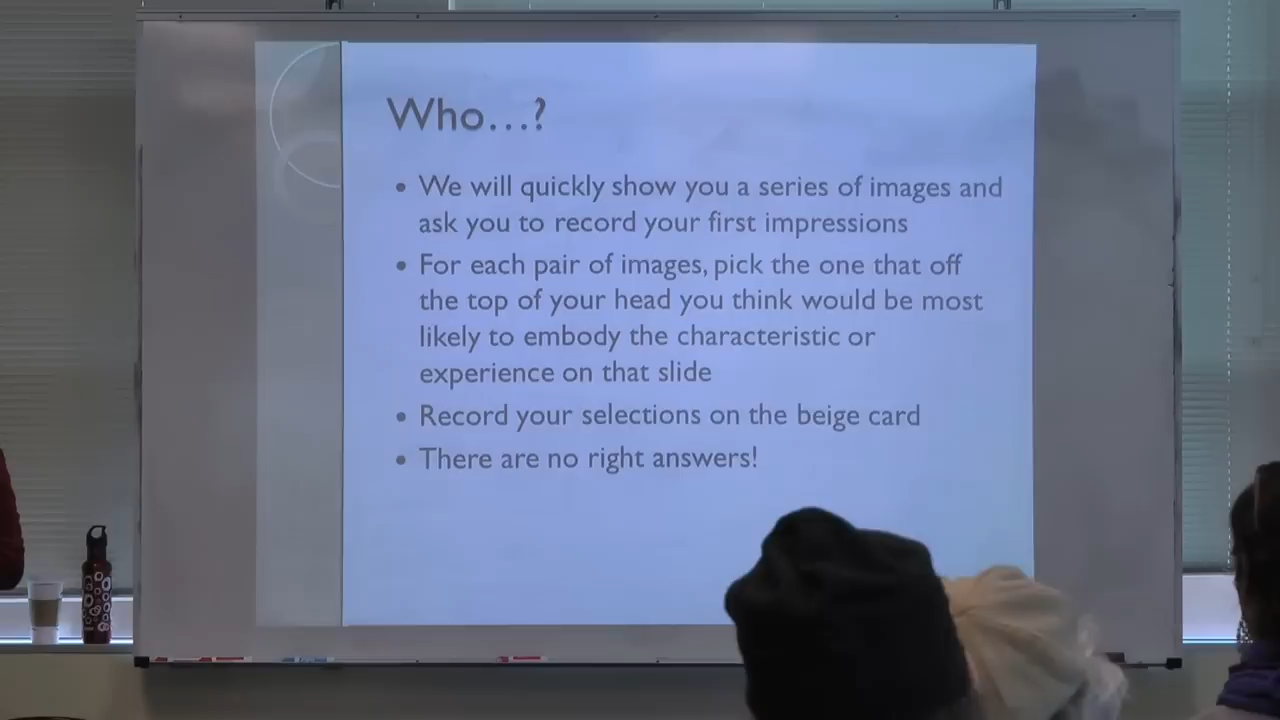 Who...?
• We will quickly show you a series of images and
ask you to record your first impressions
• For each pair of images, pick the one that off
the top of your head you think would be most
likely to embody the characteristic or
experience on that slide
• Record your selections on the beige card
• There are no right answers!